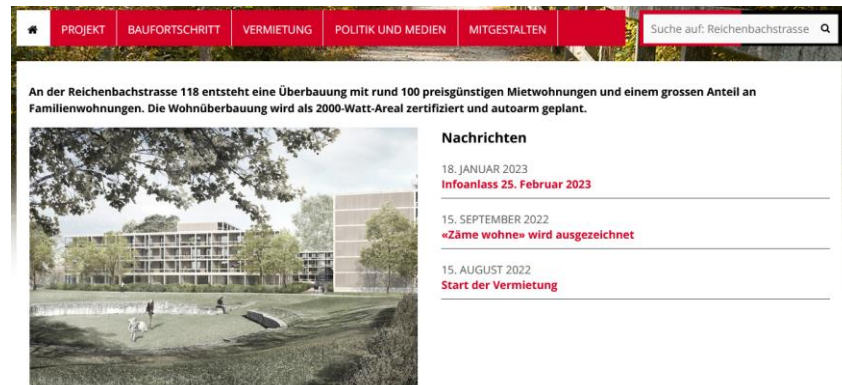 PROJEKT BAUFORTSCHRITT VERMIETUNG POLITIK UND MEDIEN MITGESTALTEN Suche auf: Reichenbachstrasse
An der Reichenbachstrasse 118 entsteht eine Überbauung mit rund 100 preisgünstigen Mietwohnungen und einem grossen Anteil an
Familienwohnungen. Die Wohnüberbauung wird als 2000-Watt-Areal zertifiziert und autoarm geplant.
Nachrichten
18. JANUAR 2023
Infoanlass 25. Februar 2023
15. SEPTEMBER 2022
«Zäme wohne» wird ausgezeichnet
15. AUGUST 2022
Start der Vermietung